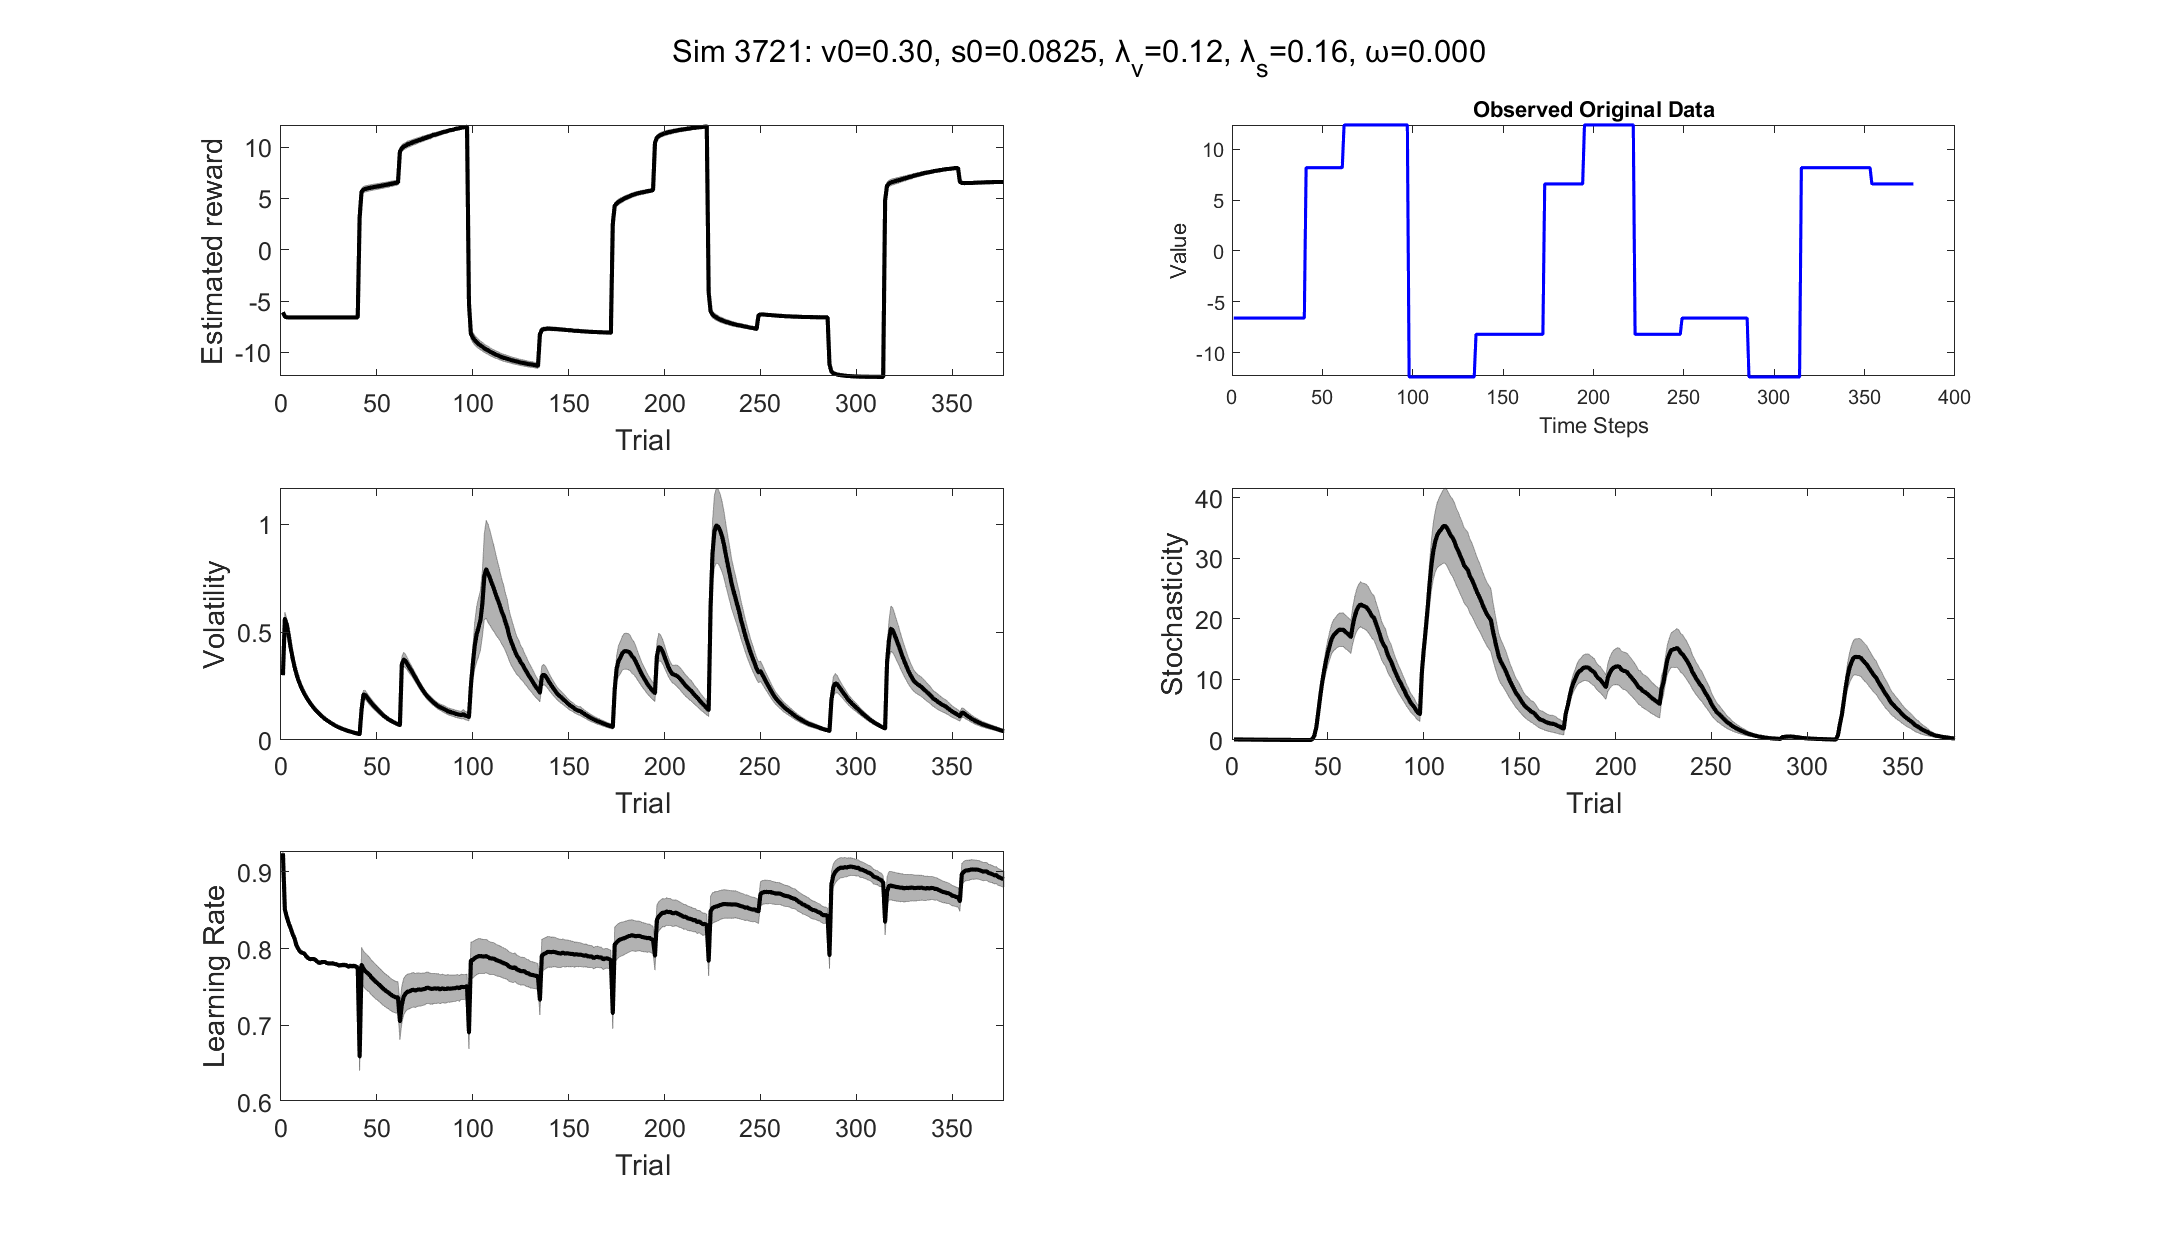 Sim 3721: v0=0.30, s0=0.0825, λv=0.12, λs=0.16, ω=0.000
Estimated reward
10
5
0
-5
-10
0 50 100 150 200 250 300 350
Trial
Observed Original Data
Value
10
5
0
-5
-10
0 50 100 150 200 250 300 350 400
Time Steps
Volatility
1
0.5
0
0 50 100 150 200 250 300 350
Trial
Stochasticity
40
30
20
10
0
0 50 100 150 200 250 300 350
Trial
Learning Rate
0.9
0.8
0.7
0.6
0 50 100 150 200 250 300 350
Trial